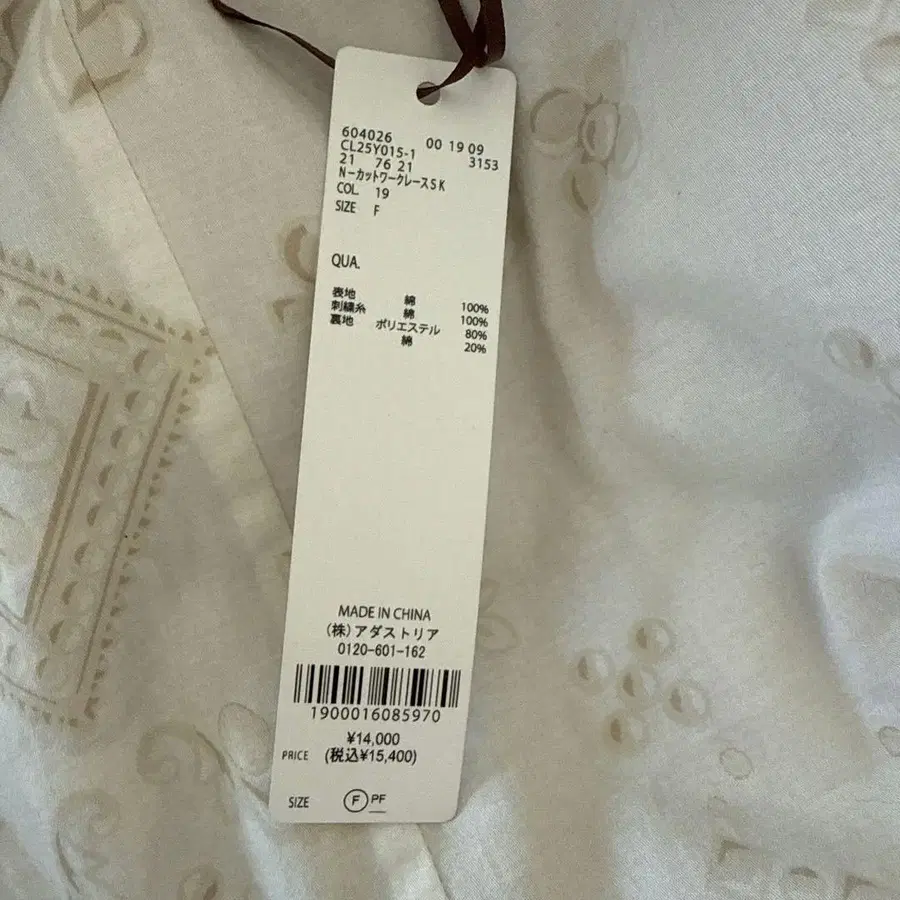 604026 00 19 09
CL25Y015-1 3153
21 76 21
N-カットワークレースSK
COL. 19
SIZE F
QUA.
表地 綿 100%
刺繍糸 綿 100%
裏地 ポリエステル 80%
綿 20%
MADE IN CHINA
(株)アダストリア
0120-601-162
1900016085970
¥14,000
PRICE (税込¥15,400)
SIZE F PF